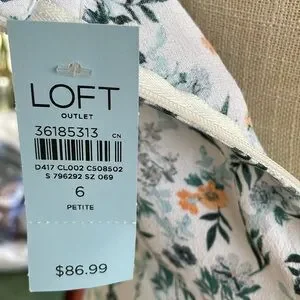 LOFT
OUTLET
36185313 CN
D417 CL002 C508502
S 796292 SZ 069
6
PETITE
$86.99